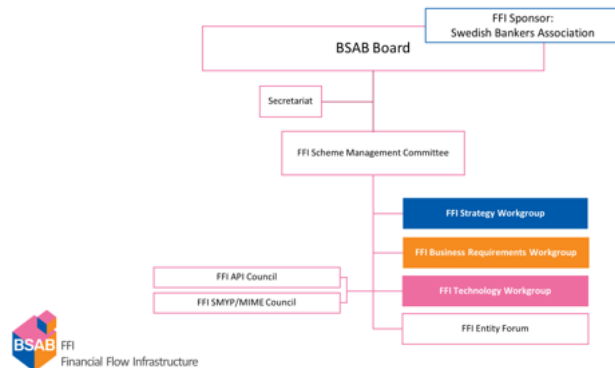 FFI Sponsor:
Swedish Bankers Association
BSAB Board
Secretariat
FFI Scheme Management Committee
FFI Strategy Workgroup
FFI Business Requirements Workgroup
FFI API Council
FFI Technology Workgroup
FFI SMYP/MIME Council
FFI Entity Forum
BSAB
FFI
Financial Flow Infrastructure